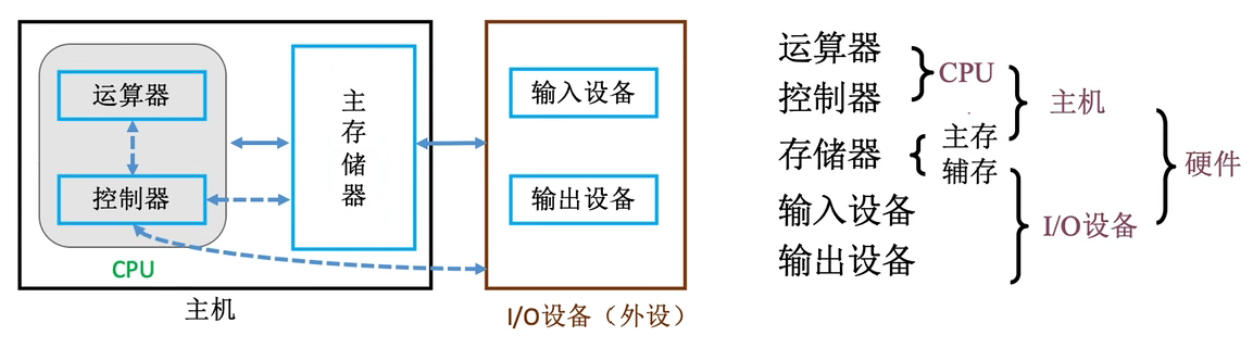 运算器
控制器
CPU
主机
主存储器
输入设备
输出设备
I/O设备（外设）
运算器
控制器
CPU
存储器
主存
辅存
主机
输入设备
输出设备
I/O设备
硬件